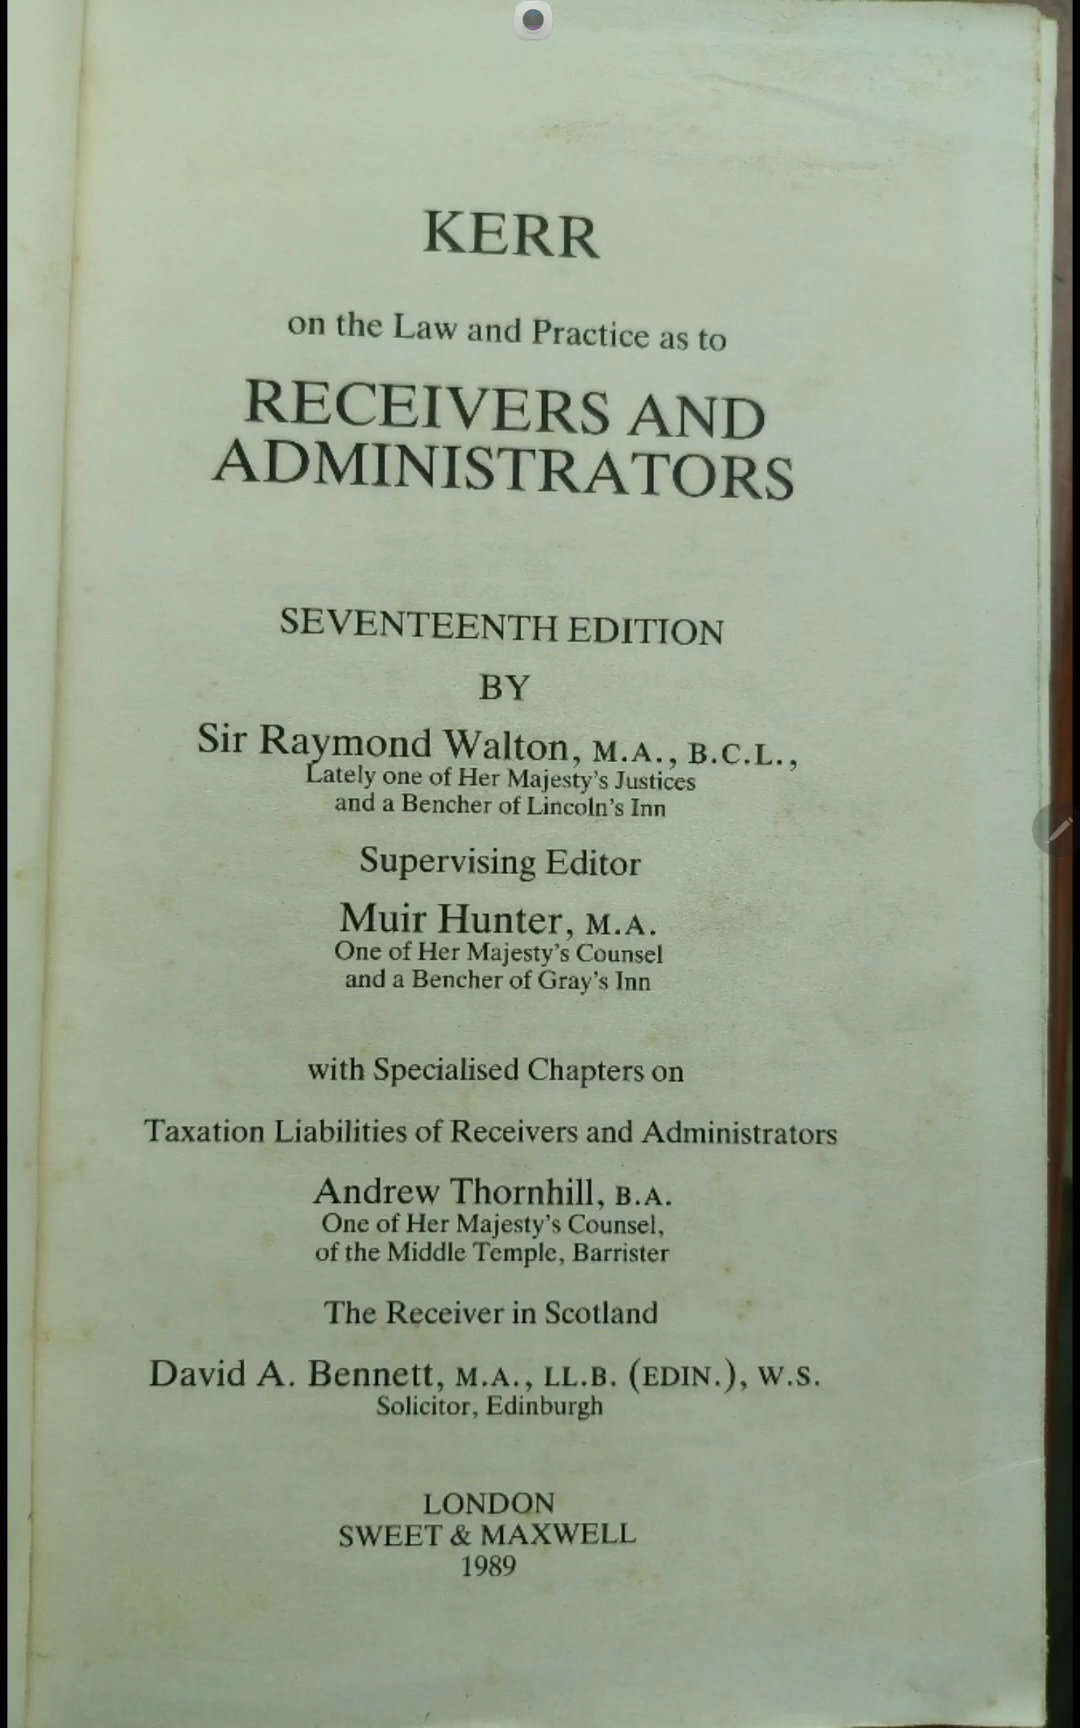 KERR
on the Law and Practice as to
RECEIVERS AND
ADMINISTRATORS
SEVENTEENTH EDITION
BY
Sir Raymond Walton, M.A., B.C.L.,
Lately one of Her Majesty's Justices
and a Bencher of Lincoln's Inn
Supervising Editor
Muir Hunter, M.A.
One of Her Majesty's Counsel
and a Bencher of Gray's Inn
with Specialised Chapters on
Taxation Liabilities of Receivers and Administrators
Andrew Thornhill, B.A.
One of Her Majesty's Counsel,
of the Middle Temple, Barrister
The Receiver in Scotland
David A. Bennett, M.A., LL.B. (EDIN.), W.S.
Solicitor, Edinburgh
LONDON
SWEET & MAXWELL
1989